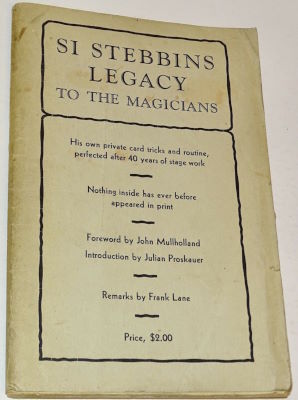 SI STEBBINS
LEGACY
TO THE MAGICIANS
His own private card tricks and routine,
perfected after 40 years of stage work
Nothing inside has ever before
appeared in print
Foreword by John Mullholland
Introduction by Julian Proskauer
Remarks by Frank Lane
Price, $2.00